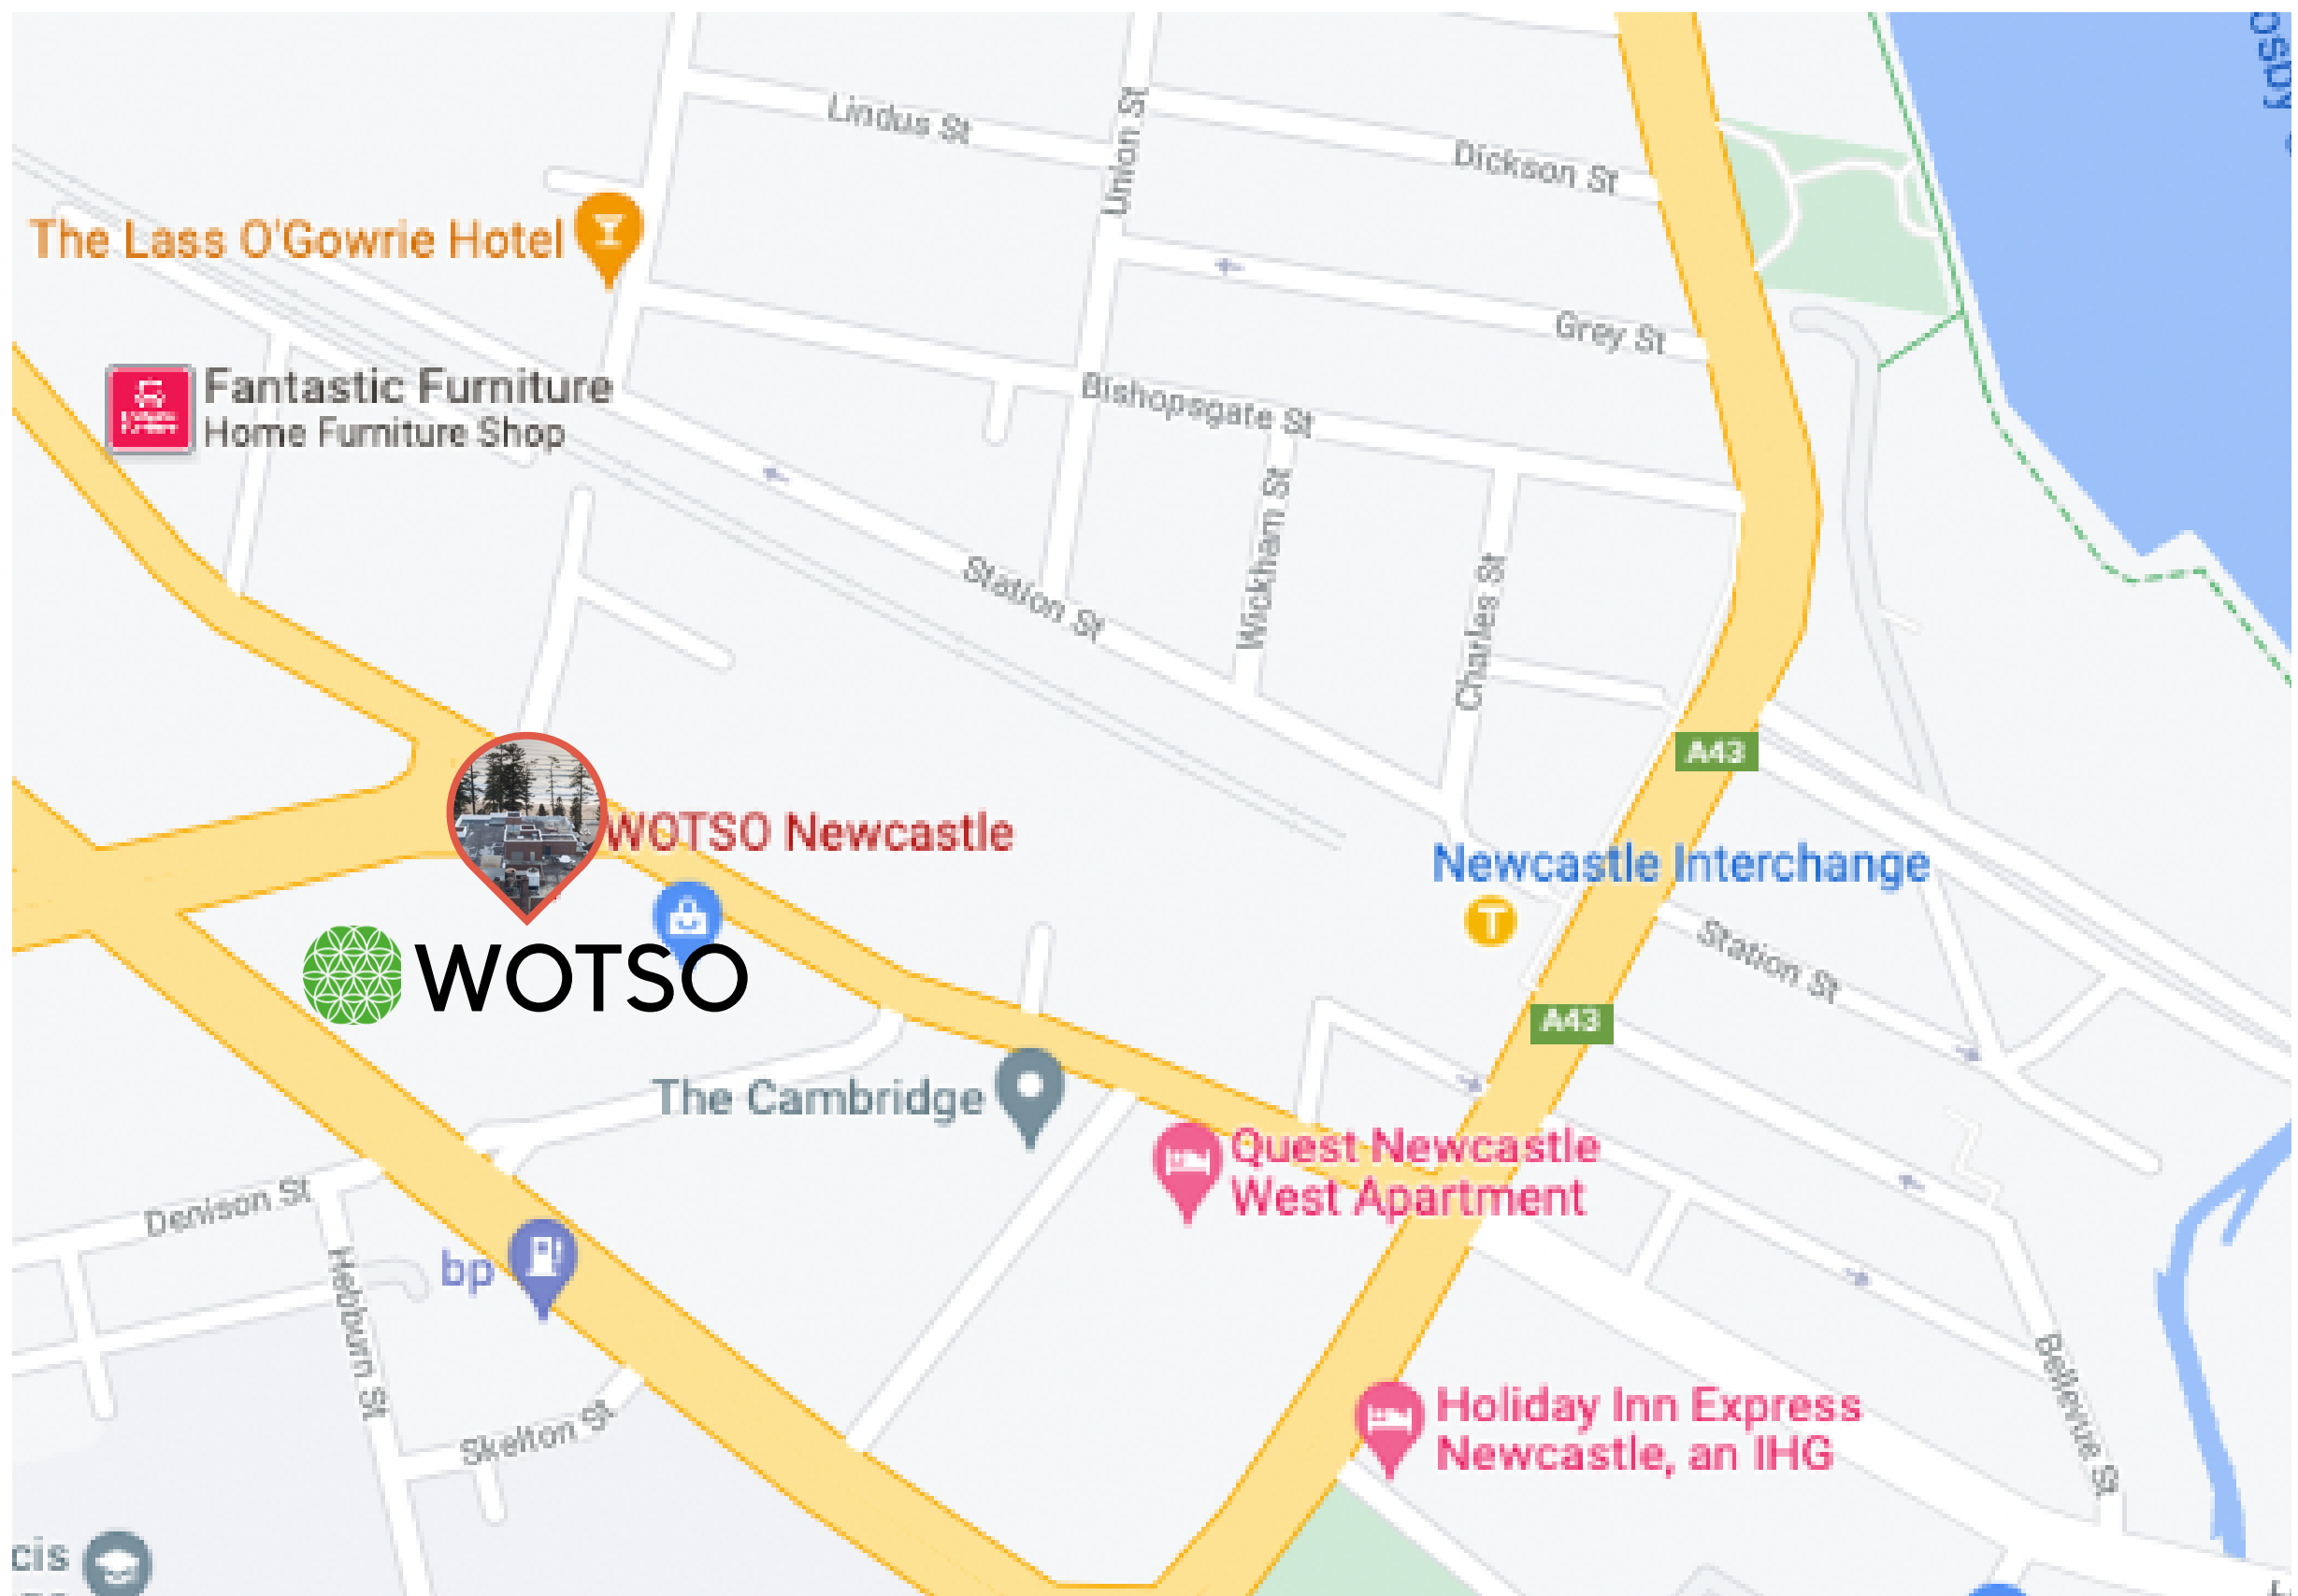 Lindus St
Union St
Dickson St
The Lass O'Gowrie Hotel
Grey St
Fantastic Furniture
Home Furniture Shop
Bishopsgate St
Wickham St
Station St
Charles St
A43
WOTSO Newcastle
Newcastle Interchange
T
Station St
WOTSO
A43
The Cambridge
Quest Newcastle
West Apartment
Denison St
bp
Hebburn St
Bellevue St
Holiday Inn Express
Newcastle, an IHG
Skelton St
cis